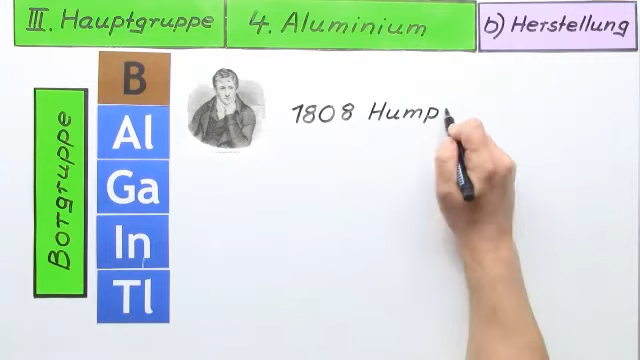 III. Hauptgruppe
4. Aluminium
b) Herstellung
Borgruppe
B
Al
Ga
In
Tl
1808 Hump